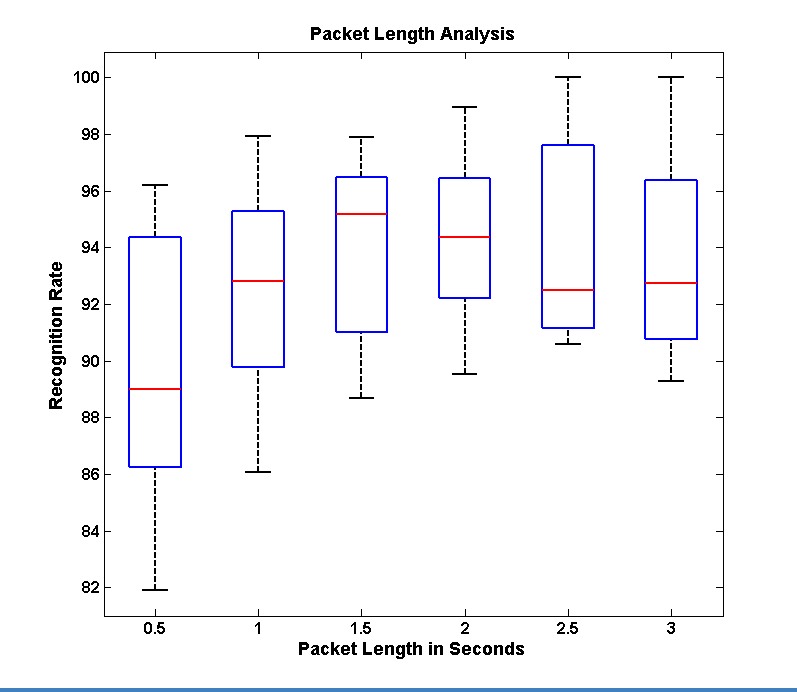 Packet Length Analysis
100
98
96
94
92
90
88
86
84
82
Recognition Rate
0.5 1 1.5 2 2.5 3
Packet Length in Seconds